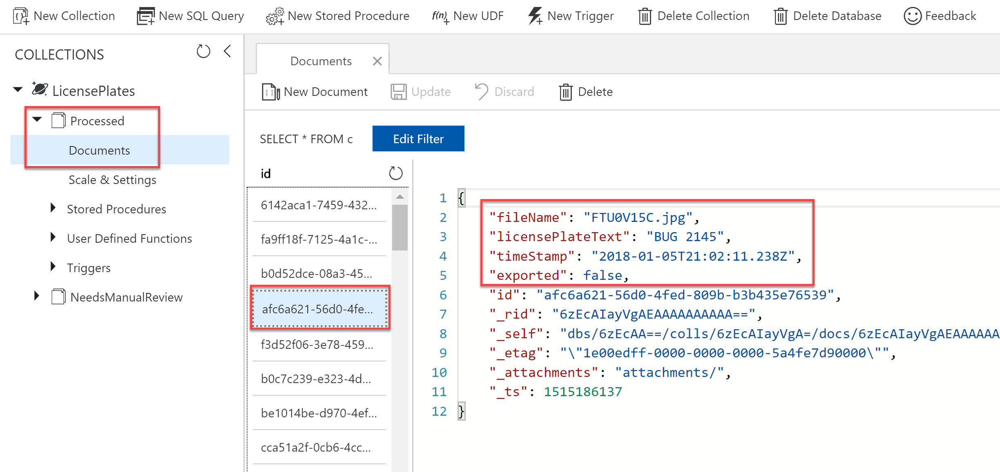 New Collection New SQL Query New Stored Procedure f(n) New UDF New Trigger Delete Collection Delete Database Feedback
COLLECTIONS
LicensePlates
Processed
Documents
Scale & Settings
Stored Procedures
User Defined Functions
Triggers
NeedsManualReview
Documents
New Document Update Discard Delete
SELECT * FROM c Edit Filter
id
6142aca1-7459-432...
fa9ff18f-7125-4a1c-...
b0d52dce-08a3-45...
afc6a621-56d0-4fe...
f3d52f06-3e78-459...
b0c7c239-e323-4d...
be1014be-d970-4ef...
cca51a2f-0cb6-4cc...
1 {
2 "fileName": "FTU0V15C.jpg",
3 "licensePlateText": "BUG 2145",
4 "timeStamp": "2018-01-05T21:02:11.238Z",
5 "exported": false,
6 "id": "afc6a621-56d0-4fed-809b-b3b435e76539",
7 "_rid": "6zEcAIayVgAEAAAAAAAAAA==",
8 "_self": "dbs/6zEcAA==/colls/6zEcAIayVgA=/docs/6zEcAIayVgAEAAAAAA
9 "_etag": "\"1e00edff-0000-0000-0000-5a4fe7d90000\"",
10 "_attachments": "attachments/",
11 "_ts": 1515186137
12 }